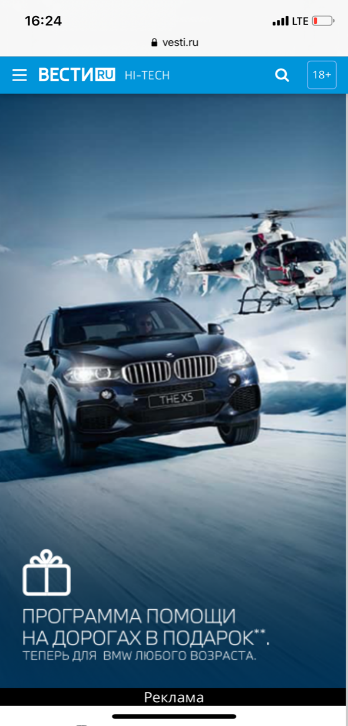 16:24
LTE
vesti.ru
ВЕСТИ RU HI-TECH
18+
THE X5
ПРОГРАММА ПОМОЩИ
НА ДОРОГАХ В ПОДАРОК**.
ТЕПЕРЬ ДЛЯ BMW ЛЮБОГО ВОЗРАСТА.
Реклама